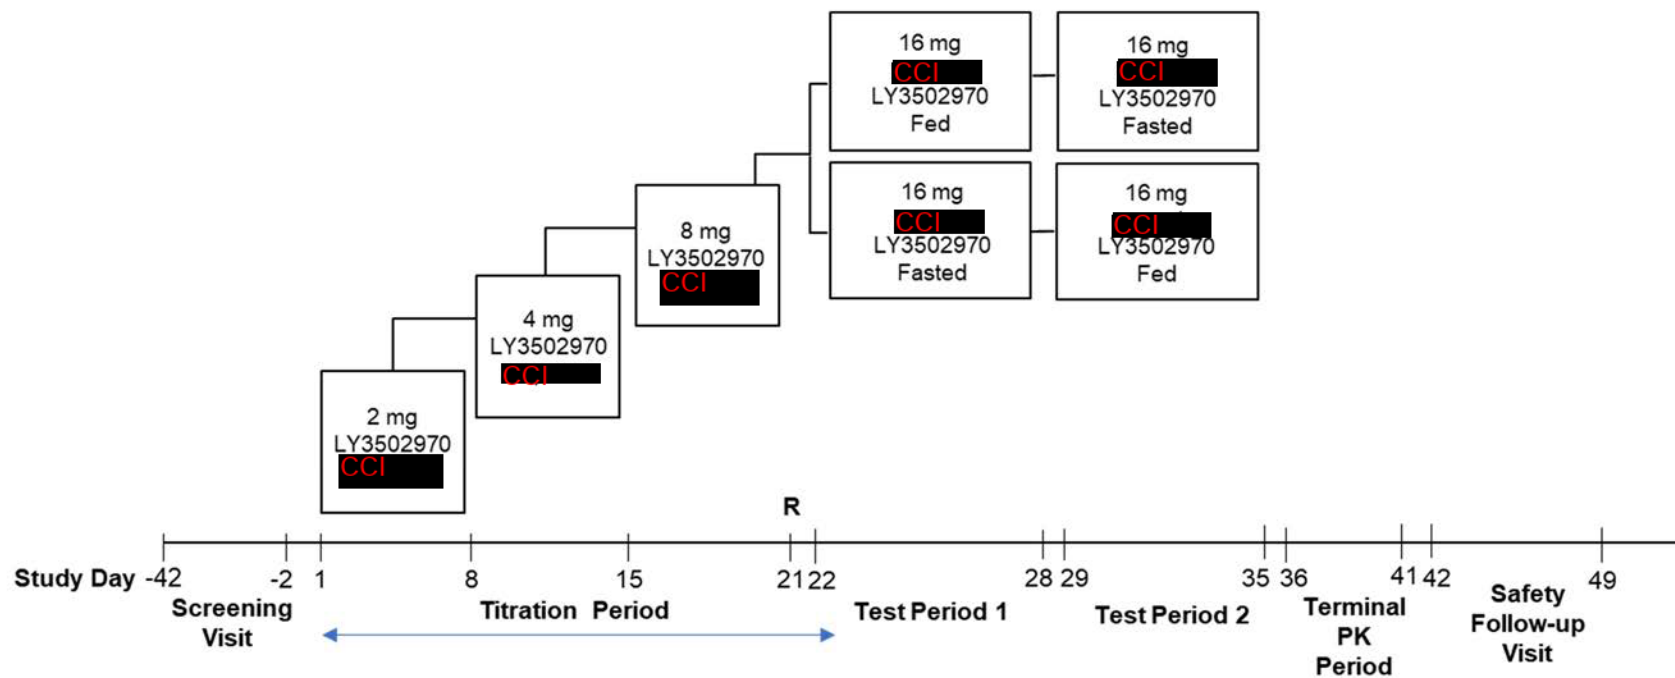 16 mg
CCI
LY3502970
Fed
16 mg
CCI
LY3502970
Fasted
16 mg
CCI
LY3502970
Fasted
16 mg
CCI
LY3502970
Fed
8 mg
LY3502970
CCI
4 mg
LY3502970
CCI
2 mg
LY3502970
CCI
R
Study Day -42 -2 1 8 15 21 22 28 29 35 36 41 42 49
Screening
Visit
Titration Period
Test Period 1
Test Period 2
Terminal
PK
Period
Safety
Follow-up
Visit